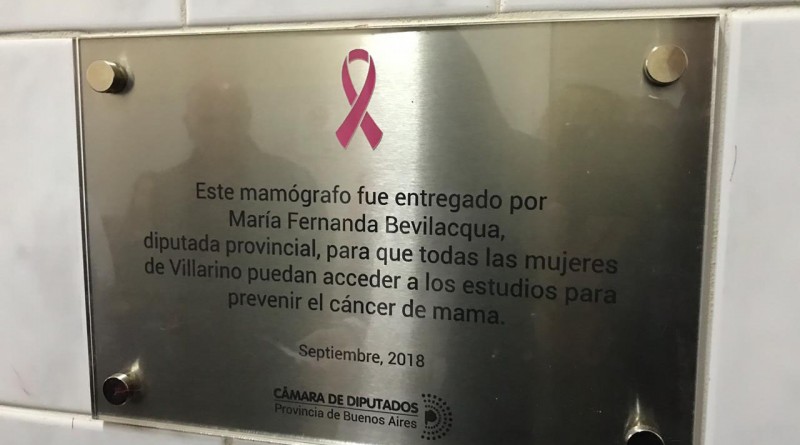 Este mamógrafo fue entregado por
María Fernanda Bevilacqua,
diputada provincial, para que todas las mujeres
de Villarino puedan acceder a los estudios para
prevenir el cáncer de mama.
Septiembre, 2018
CÁMARA DE DIPUTADOS
Provincia de Buenos Aires